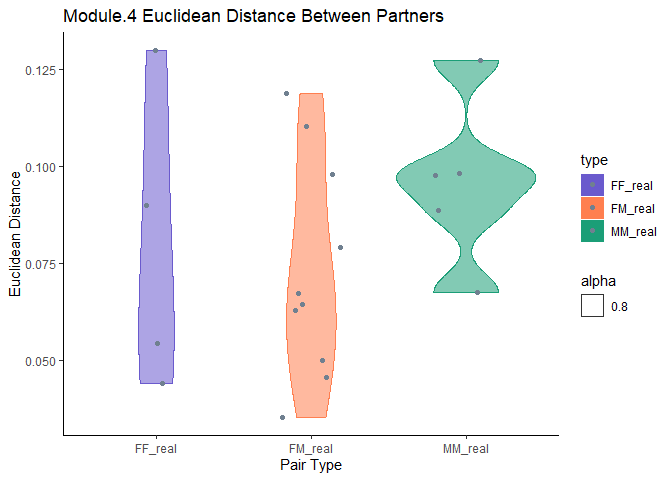 Module.4 Euclidean Distance Between Partners
Euclidean Distance
0.125
0.100
0.075
0.050
FF_real
FM_real
MM_real
Pair Type
type
FF_real
FM_real
MM_real
alpha
0.8